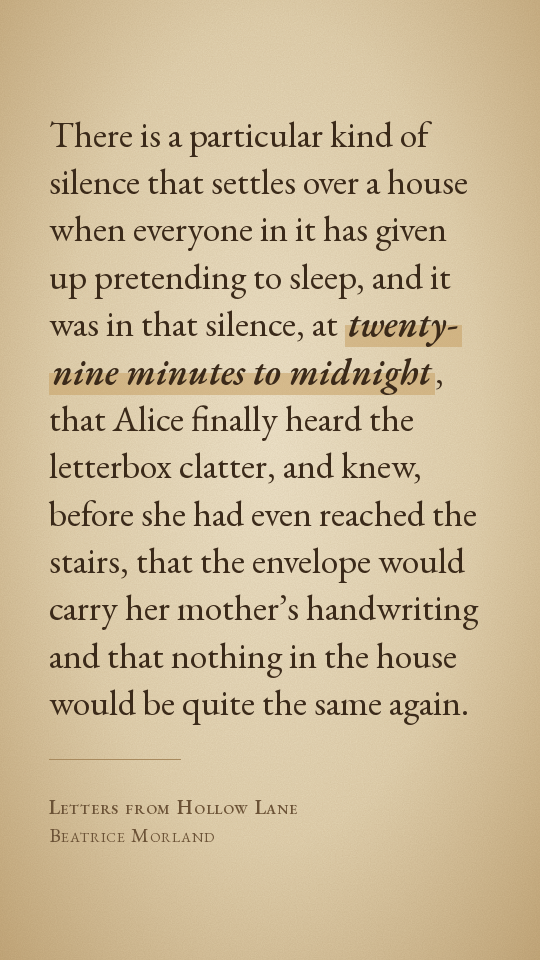 There is a particular kind of
silence that settles over a house
when everyone in it has given
up pretending to sleep, and it
was in that silence, at twenty-
nine minutes to midnight,
that Alice finally heard the
letterbox clatter, and knew,
before she had even reached the
stairs, that the envelope would
carry her mother’s handwriting
and that nothing in the house
would be quite the same again.
Letters from Hollow Lane
Beatrice Morland